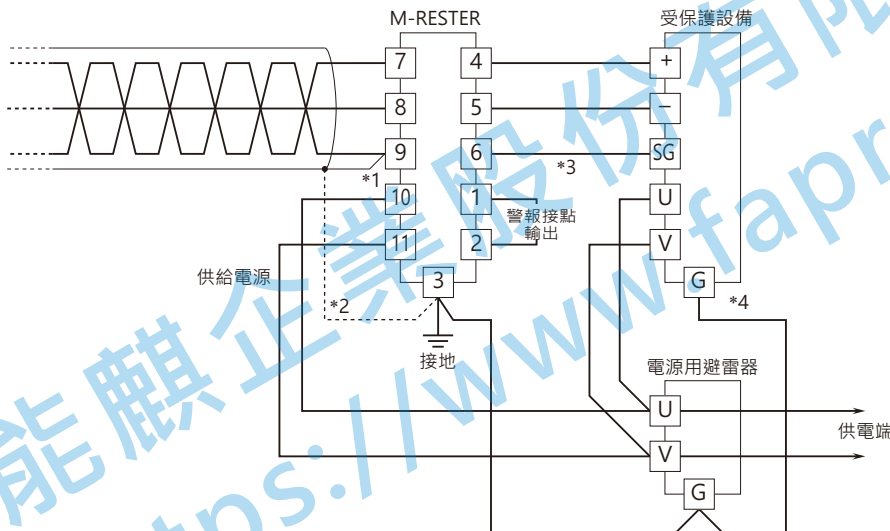 M-RESTER
受保護設備
7
4
+
8
5
−
9
6
SG
*1
*3
10
1
U
警報接點
輸出
11
2
V
供給電源
3
G
*2
*4
接地
電源用避雷器
U
供電端
V
G
能麒企業股份有限
ps://www.fapr